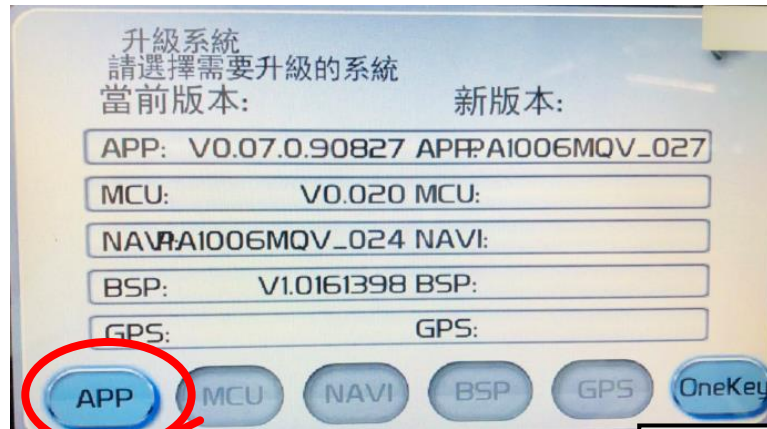 升級系統
請選擇需要升級的系統
當前版本: 新版本:
APP: V0.07.0.90827 APP: PA1006MQV_027
MCU: V0.020 MCU:
NAVI: PA1006MQV_024 NAVI:
BSP: V1.0161398 BSP:
GPS: GPS:
APP MCU NAVI BSP GPS OneKey